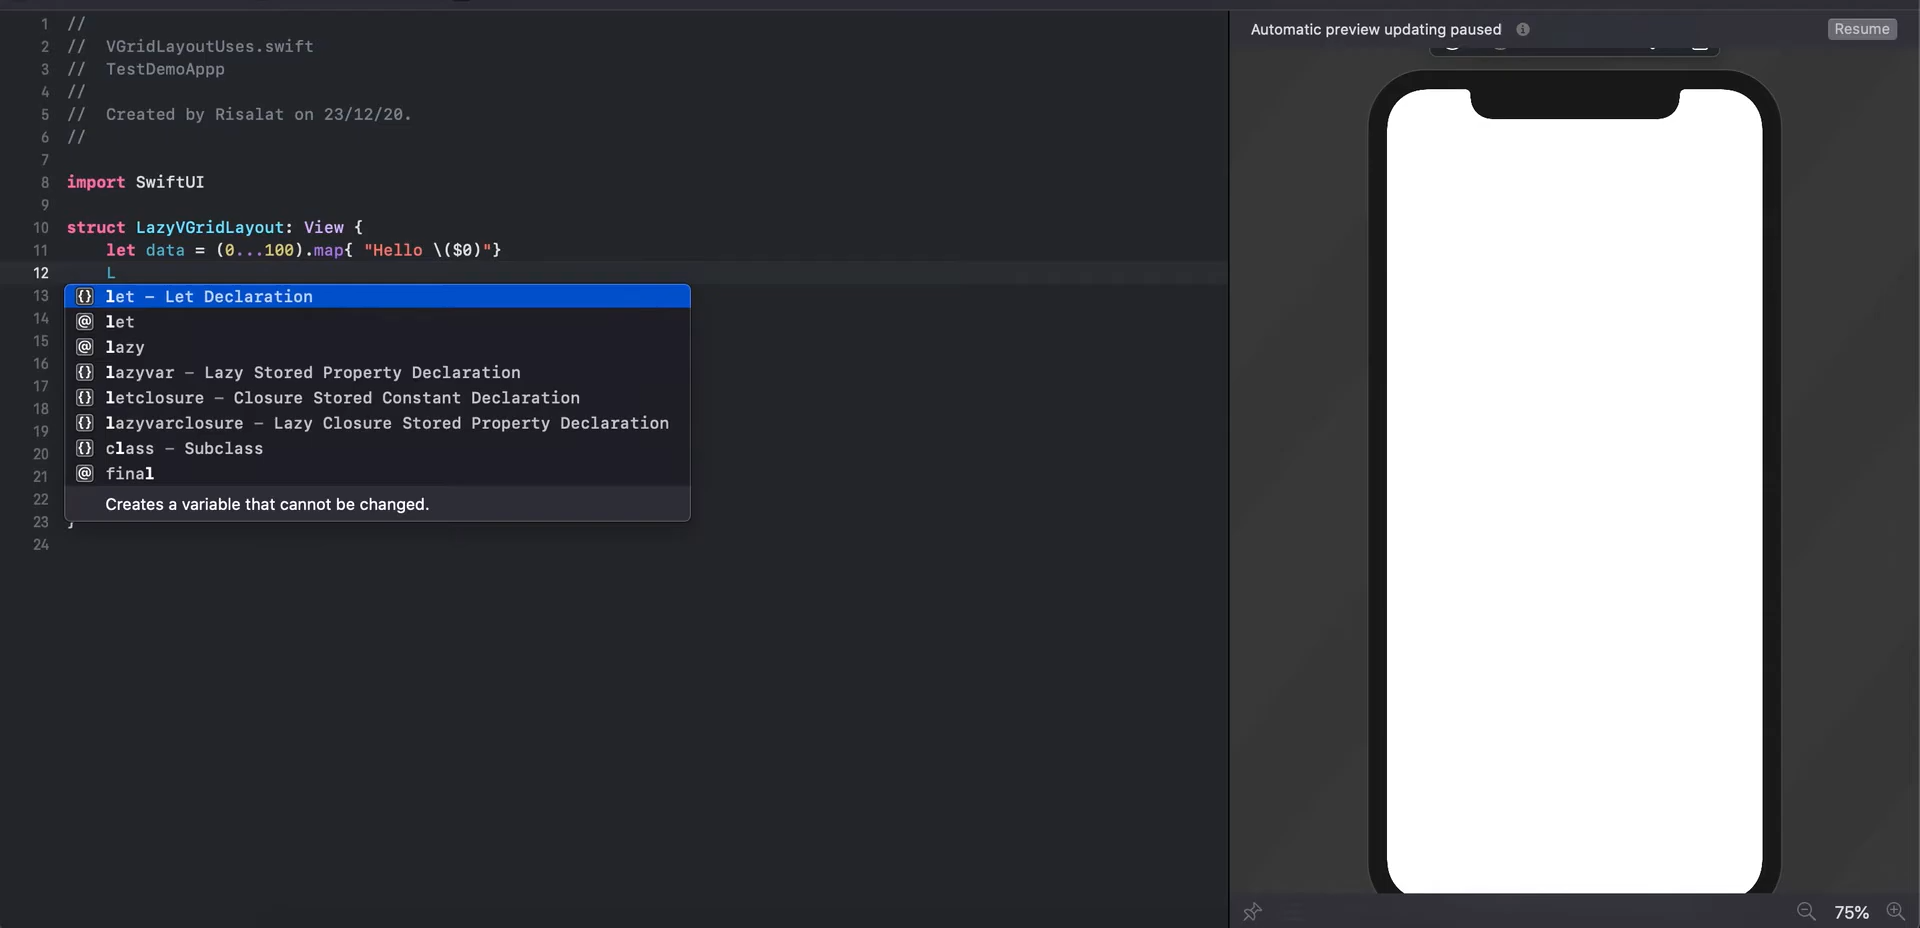 1 //
2 // VGridLayoutUses.swift
3 // TestDemoAppp
4 //
5 // Created by Risalat on 23/12/20.
6 //
7
8 import SwiftUI
9
10 struct LazyVGridLayout: View {
11 let data = (0...100).map{ "Hello \($0)"}
12 L
13 {} let – Let Declaration
14 @ let
15 @ lazy
16 {} lazyvar – Lazy Stored Property Declaration
17 {} letclosure – Closure Stored Constant Declaration
18
19 {} lazyvarclosure – Lazy Closure Stored Property Declaration
20 {} class – Subclass
21 @ final
22 Creates a variable that cannot be changed.
23 }
24
Automatic preview updating paused
Resume
75%